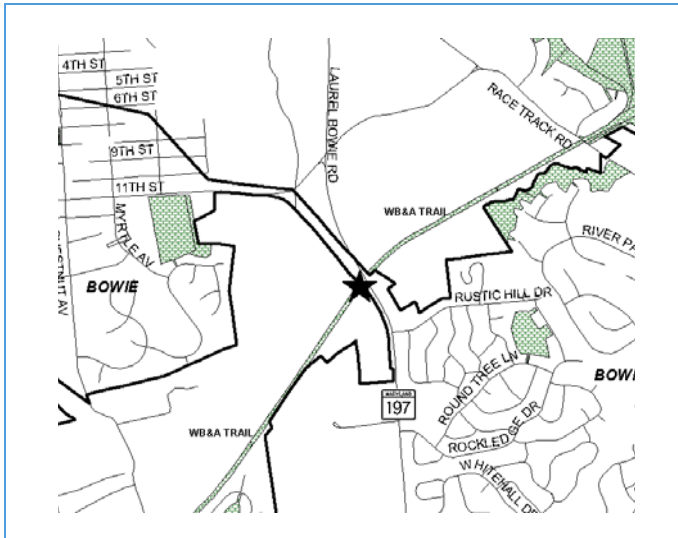 4TH ST
5TH ST
6TH ST
9TH ST
11TH ST
LAUREL BOWIE RD
RACE TRACK RD
WB&A TRAIL
MYRTLE AV
BOWIE
RIVER
RUSTIC HILL DR
ROUND TREE LN
BOWI
MARYLAND
197
WB&A TRAIL
ROCKLEDGE DR
WHITEHALL DR